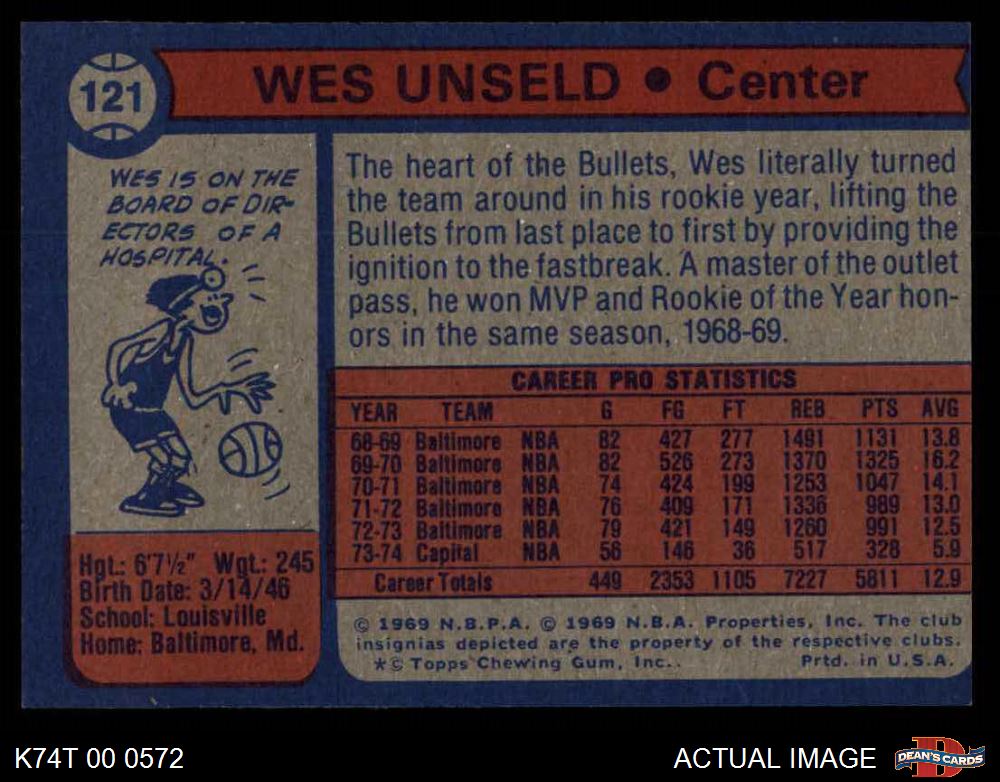 121
WES UNSELD • Center
WES IS ON THE
BOARD OF DIR-
ECTORS OF A
HOSPITAL.
The heart of the Bullets, Wes literally turned
the team around in his rookie year, lifting the
Bullets from last place to first by providing the
ignition to the fastbreak. A master of the outlet
pass, he won MVP and Rookie of the Year hon-
ors in the same season, 1968-69.
CAREER PRO STATISTICS
YEAR TEAM G FG FT REB PTS AVG
68-69 Baltimore NBA 82 427 277 1491 1131 13.8
69-70 Baltimore NBA 82 526 273 1370 1325 16.2
70-71 Baltimore NBA 74 424 199 1253 1047 14.1
71-72 Baltimore NBA 76 409 171 1336 989 13.0
72-73 Baltimore NBA 79 421 149 1260 991 12.5
73-74 Capital NBA 56 146 36 517 328 5.9
Career Totals 449 2353 1105 7227 5811 12.9
Hgt.: 6'7½" Wgt.: 245
Birth Date: 3/14/46
School: Louisville
Home: Baltimore, Md.
© 1969 N.B.P.A. © 1969 N.B.A. Properties, Inc. The club
insignias depicted are the property of the respective clubs.
*© Topps Chewing Gum, Inc.. Prtd. in U.S.A.
K74T 00 0572
ACTUAL IMAGE
D
DEAN'S CARDS